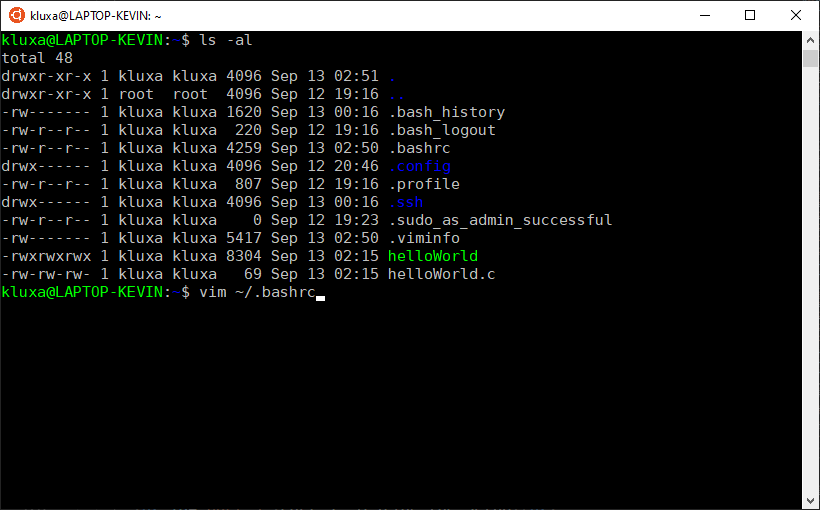 kluxa@LAPTOP-KEVIN: ~
kluxa@LAPTOP-KEVIN:~$ ls -al
total 48
drwxr-xr-x 1 kluxa kluxa 4096 Sep 13 02:51 .
drwxr-xr-x 1 root  root  4096 Sep 12 19:16 ..
-rw------- 1 kluxa kluxa 1620 Sep 13 00:16 .bash_history
-rw-r--r-- 1 kluxa kluxa  220 Sep 12 19:16 .bash_logout
-rw-r--r-- 1 kluxa kluxa 4259 Sep 13 02:50 .bashrc
drwx------ 1 kluxa kluxa 4096 Sep 12 20:46 .config
-rw-r--r-- 1 kluxa kluxa  807 Sep 12 19:16 .profile
drwx------ 1 kluxa kluxa 4096 Sep 13 00:16 .ssh
-rw-r--r-- 1 kluxa kluxa    0 Sep 12 19:23 .sudo_as_admin_successful
-rw------- 1 kluxa kluxa 5417 Sep 13 02:50 .viminfo
-rwxrwxrwx 1 kluxa kluxa 8304 Sep 13 02:15 helloWorld
-rw-rw-rw- 1 kluxa kluxa   69 Sep 13 02:15 helloWorld.c
kluxa@LAPTOP-KEVIN:~$ vim ~/.bashrc